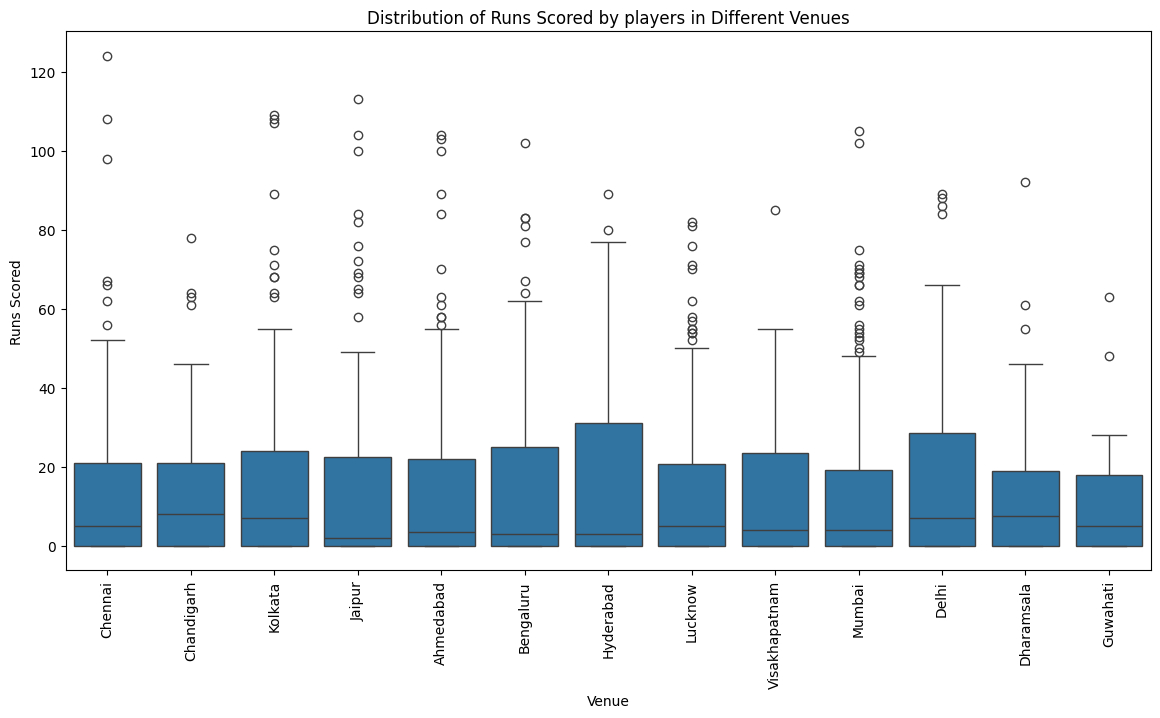 Distribution of Runs Scored by players in Different Venues
Runs Scored
120
100
80
60
40
20
0
Chennai
Chandigarh
Kolkata
Jaipur
Ahmedabad
Bengaluru
Hyderabad
Lucknow
Visakhapatnam
Mumbai
Delhi
Dharamsala
Guwahati
Venue